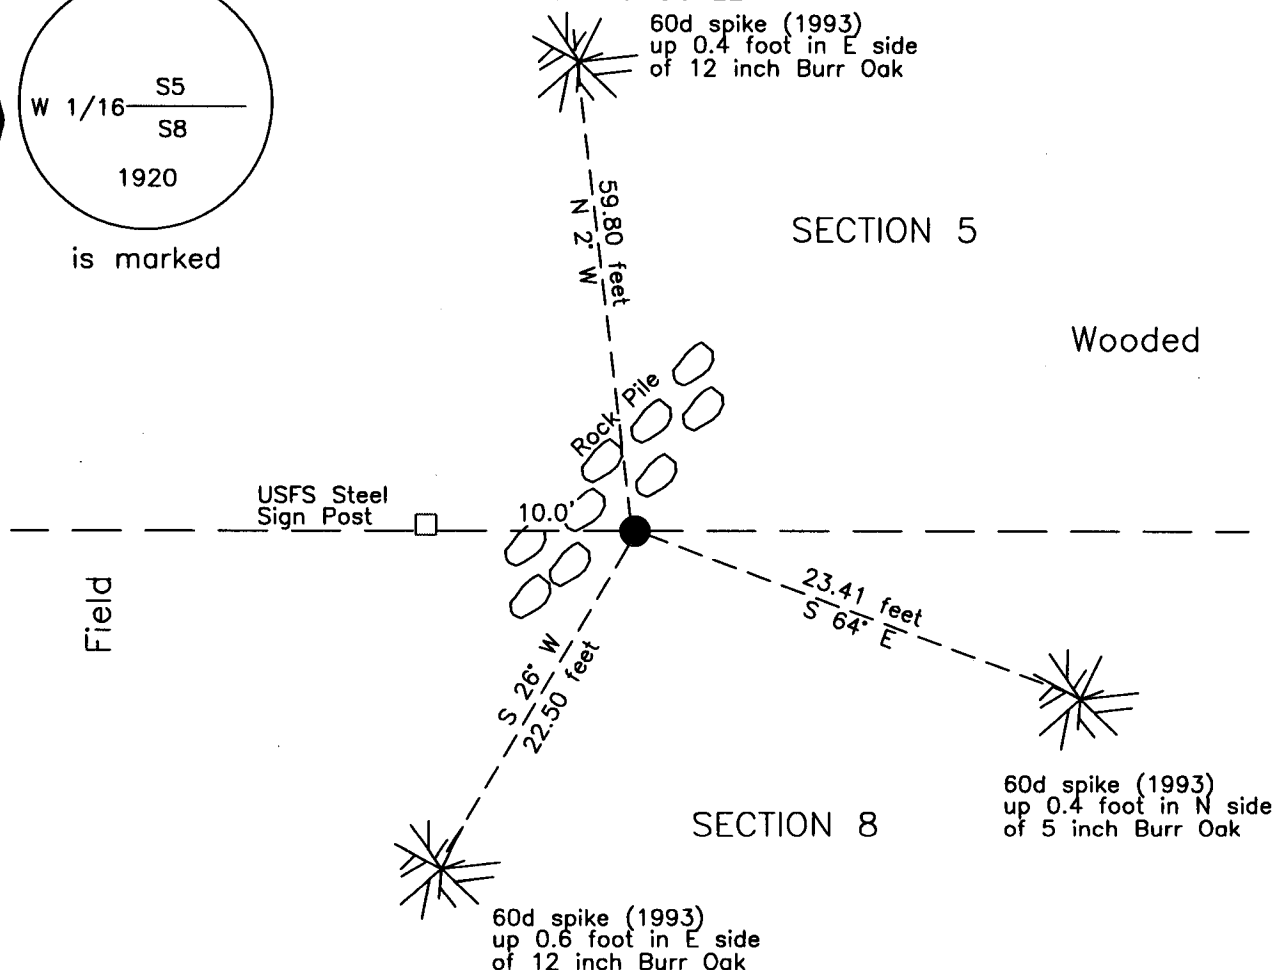 60d spike (1993)
up 0.4 foot in E side
of 12 inch Burr Oak
S5
W 1/16
S8
1920
is marked
59.80 feet
N 2° W
SECTION 5
Wooded
Rock Pile
USFS Steel
Sign Post
10.0'
Field
23.41 feet
S 64° E
S 26° W
22.50 feet
60d spike (1993)
up 0.4 foot in N side
of 5 inch Burr Oak
SECTION 8
60d spike (1993)
up 0.6 foot in E side
of 12 inch Burr Oak